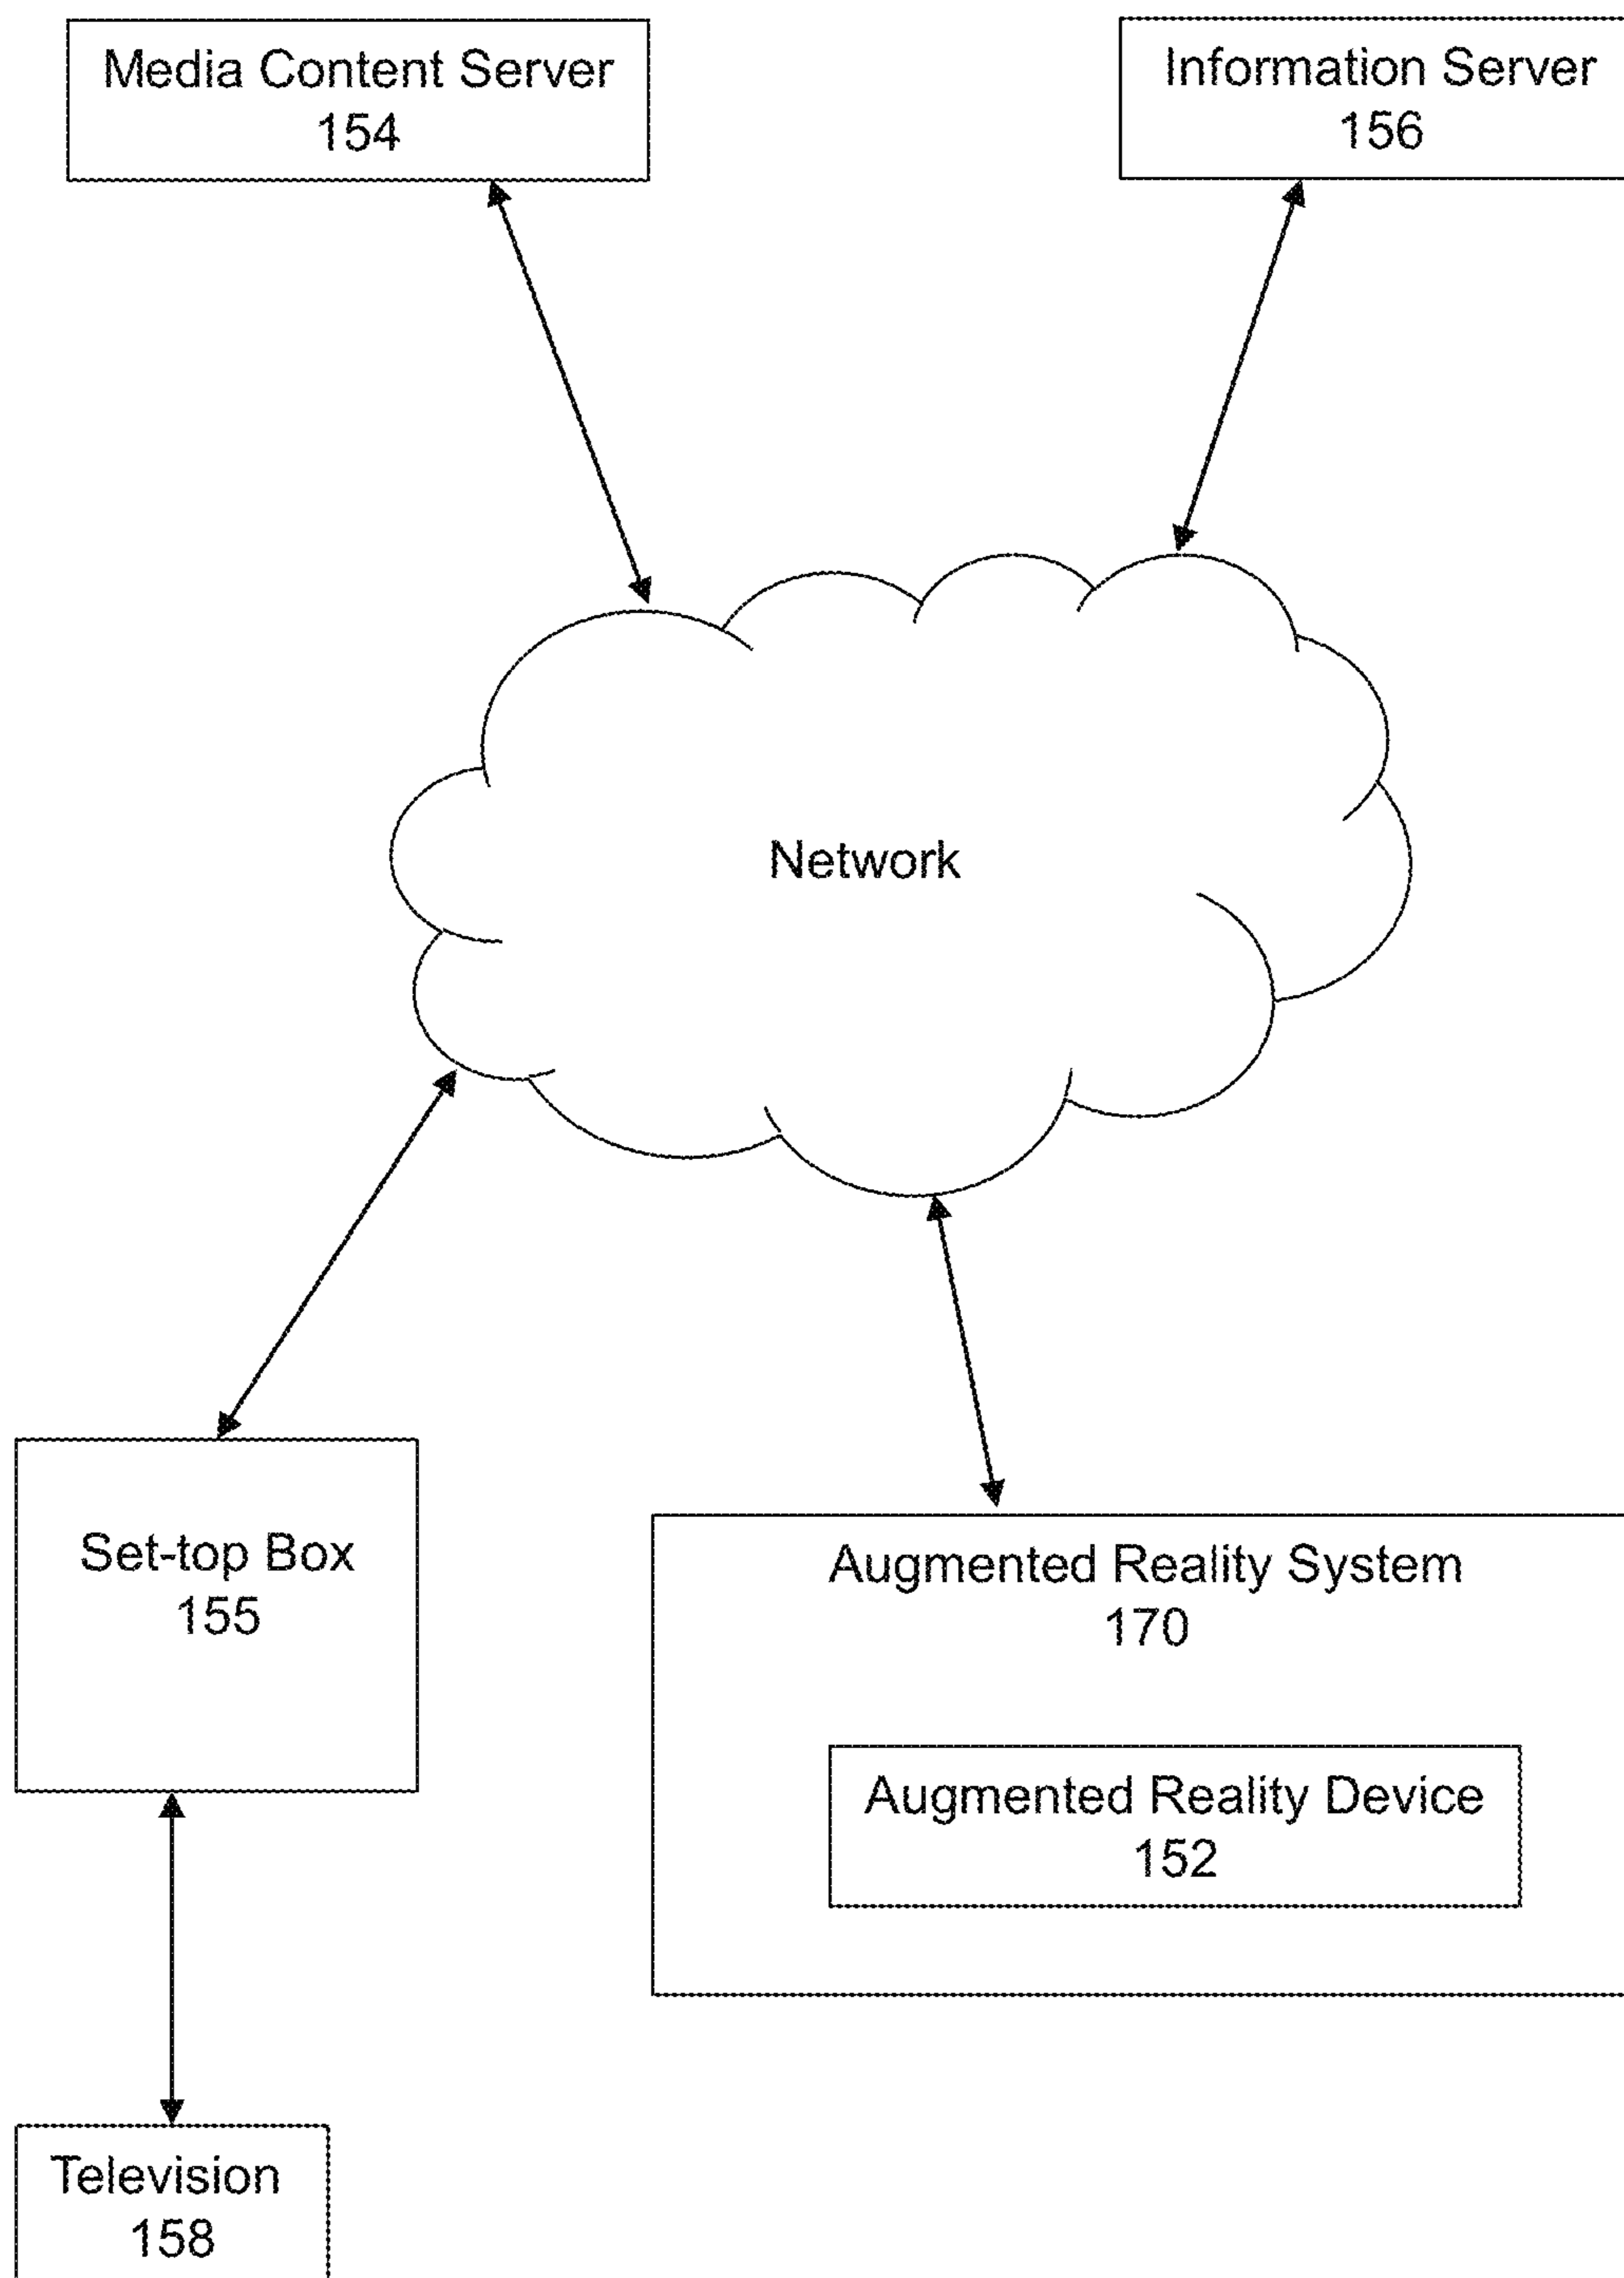 Media Content Server
154
Information Server
156
Network
Set-top Box
155
Augmented Reality System
170
Augmented Reality Device
152
Television
158